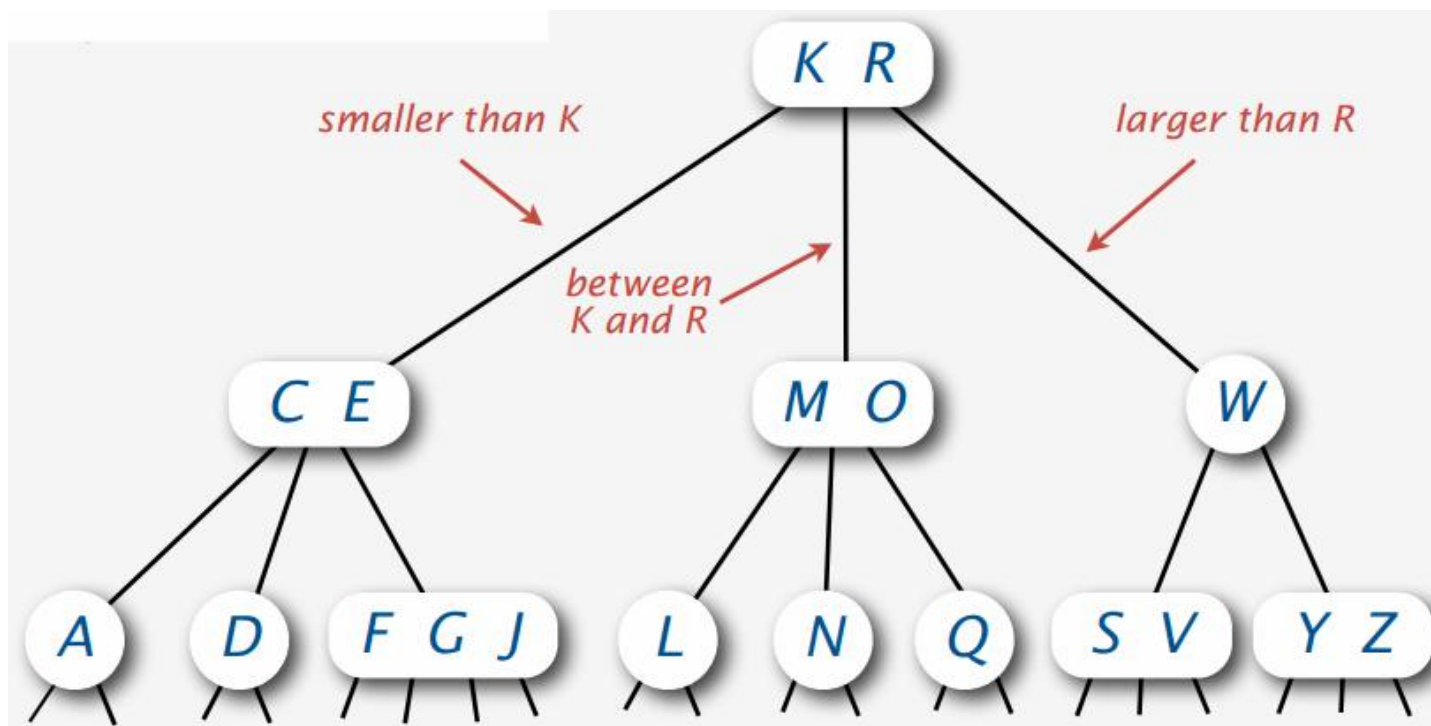 K R
smaller than K
larger than R
between
K and R
C E
M O
W
A
D
F G J
L
N
Q
S V
Y Z